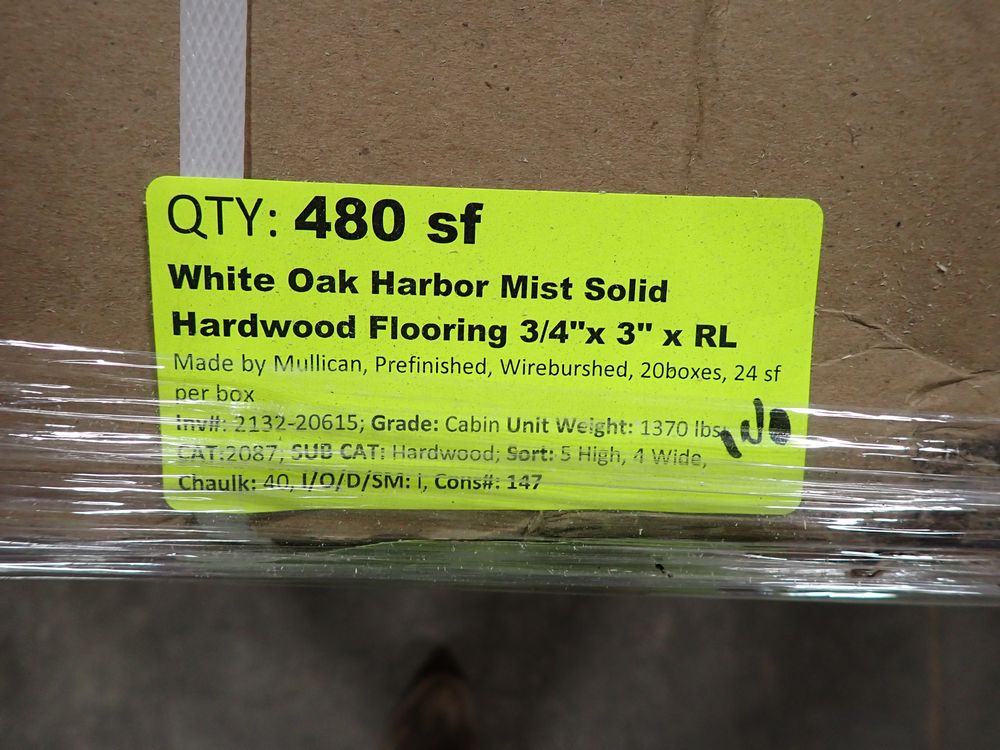 QTY: 480 sf
White Oak Harbor Mist Solid
Hardwood Flooring 3/4"x 3" x RL
Made by Mullican, Prefinished, Wireburshed, 20boxes, 24 sf
per box
Inv#: 2132-20615; Grade: Cabin Unit Weight: 1370 lbs;
CAT:2087; SUB CAT: Hardwood; Sort: 5 High, 4 Wide,
Chaulk: 40, I/O/D/SM: I, Cons#: 147